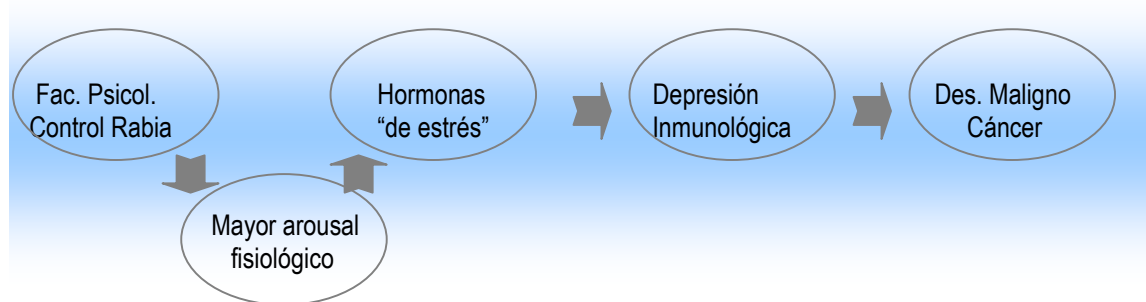 Fac. Psicol.
Control Rabia
Mayor arousal
fisiológico
Hormonas
“de estrés”
Depresión
Inmunológica
Des. Maligno
Cáncer